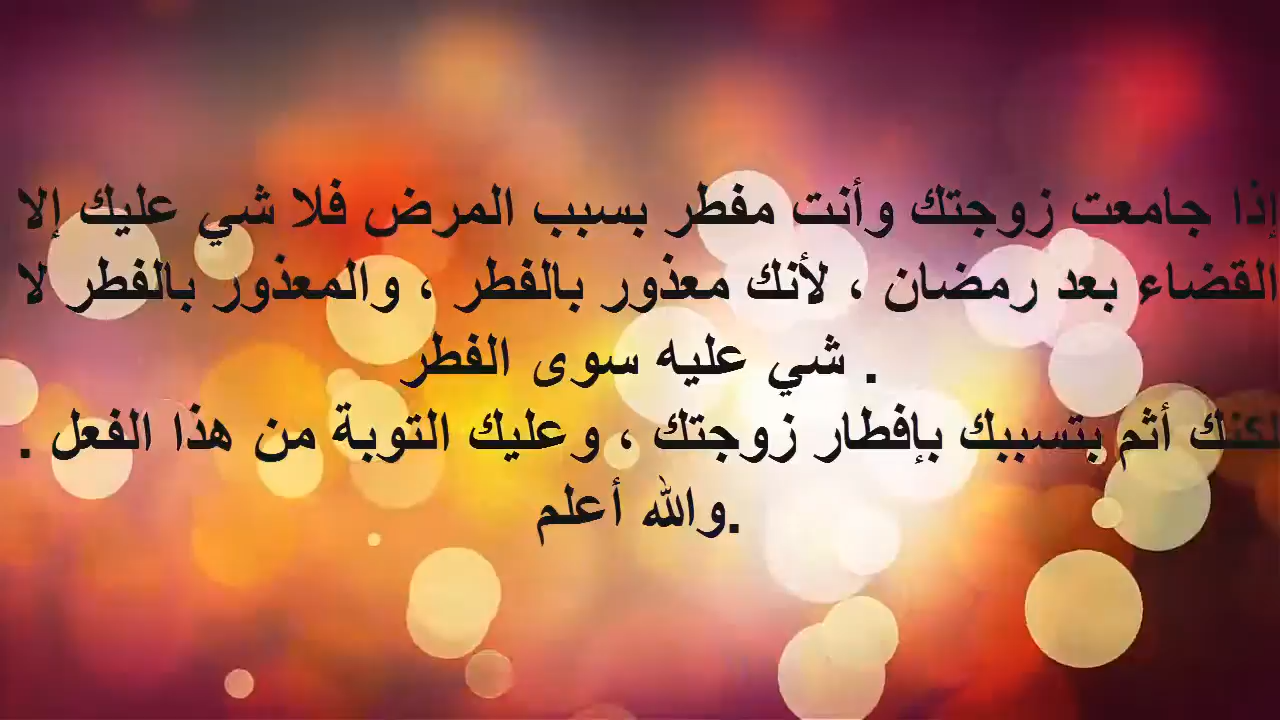 إذا جامعت زوجتك وأنت مفطر بسبب المرض فلا شي عليك إلا
القضاء بعد رمضان ، لأنك معذور بالفطر ، والمعذور بالفطر لا
شي عليه سوى الفطر .
لكنك أثم بتسببك بإفطار زوجتك ، وعليك التوبة من هذا الفعل .
والله أعلم.